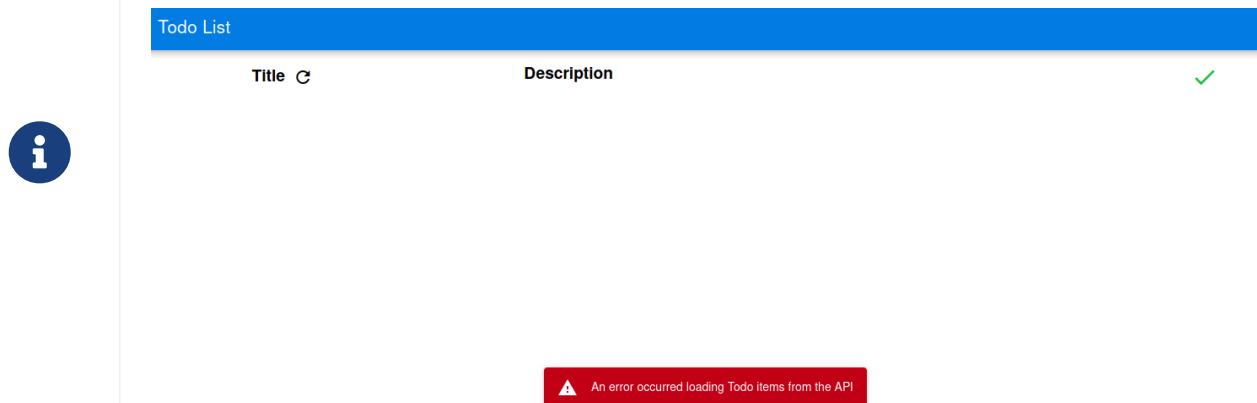 Todo List
Title
Description
An error occurred loading Todo items from the API